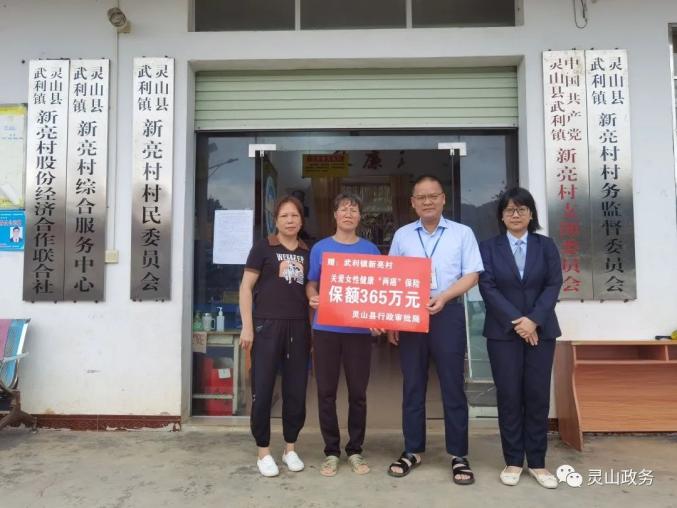 灵山县
武利镇
新亮村股份经济合作联合社
灵山县
武利镇
新亮村综合服务中心
灵山县
武利镇
新亮村村民委员会
中国共产党
灵山县武利镇
新亮村支部委员会
灵山县
武利镇
新亮村村务监督委员会
赠：武利镇新亮村
关爱女性健康“两癌”保险
保额365万元
灵山县行政审批局
灵山政务